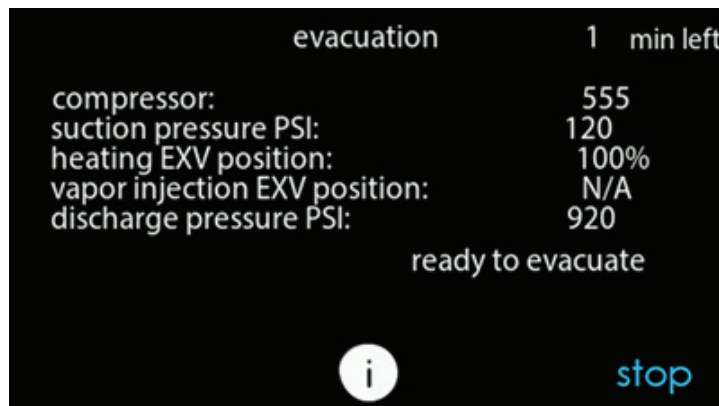 evacuation 1 min left
compressor: 555
suction pressure PSI: 120
heating EXV position: 100%
vapor injection EXV position: N/A
discharge pressure PSI: 920
ready to evacuate
i
stop